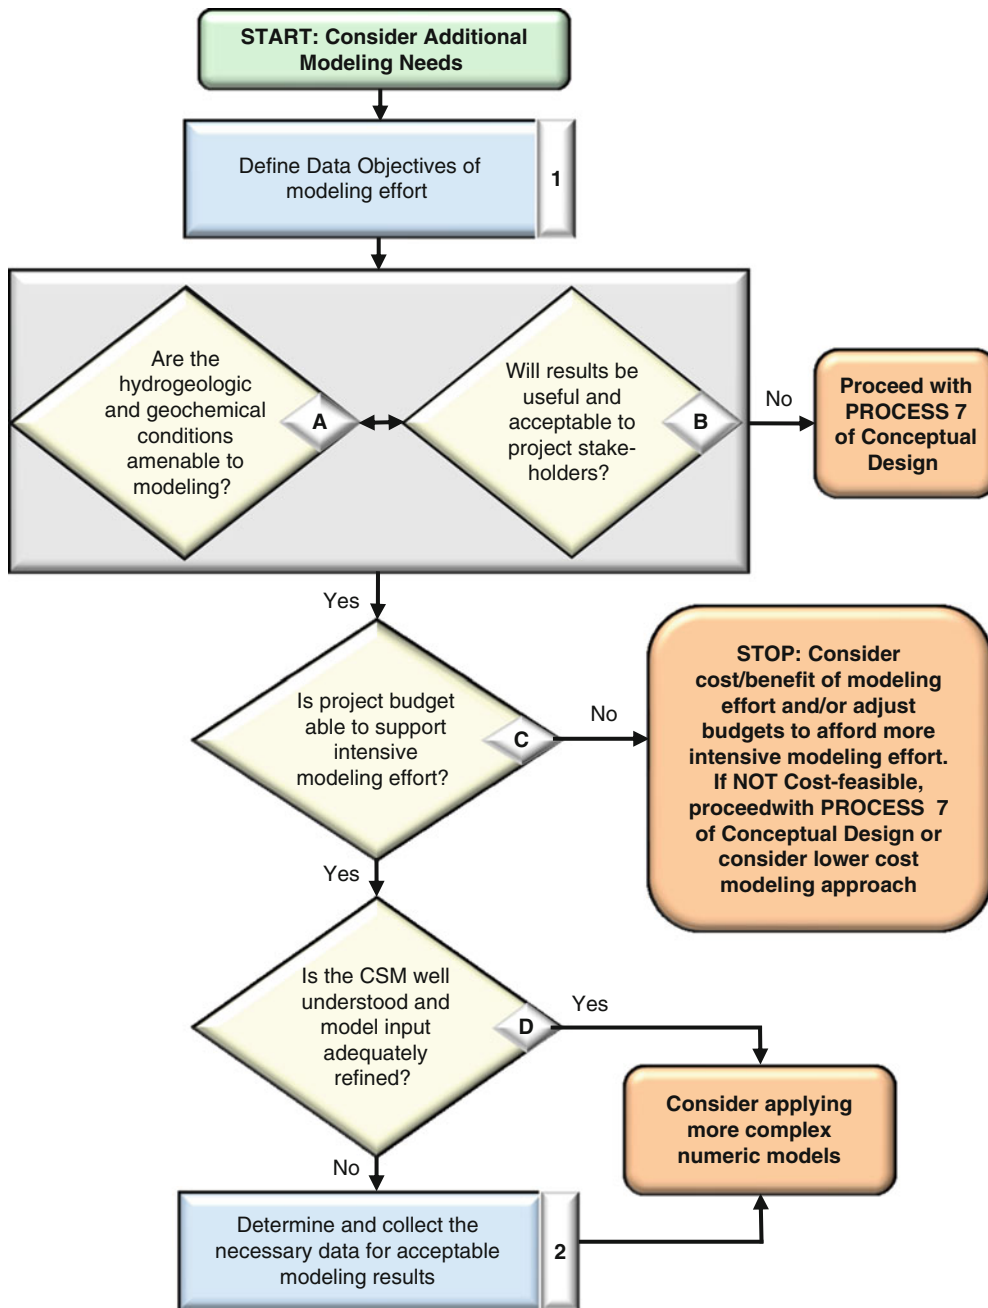 START: Consider Additional
Modeling Needs
Define Data Objectives of
modeling effort
1
Are the
hydrogeologic
and geochemical
conditions
amenable to
modeling?
A
Will results be
useful and
acceptable to
project stake-
holders?
B
No
Proceed with
PROCESS 7
of Conceptual
Design
Yes
Is project budget
able to support
intensive
modeling effort?
C
No
STOP: Consider
cost/benefit of modeling
effort and/or adjust
budgets to afford more
intensive modeling effort.
If NOT Cost-feasible,
proceedwith PROCESS 7
of Conceptual Design or
consider lower cost
modeling approach
Yes
Is the CSM well
understood and
model input
adequately
refined?
D
Yes
Consider applying
more complex
numeric models
No
Determine and collect the
necessary data for acceptable
modeling results
2